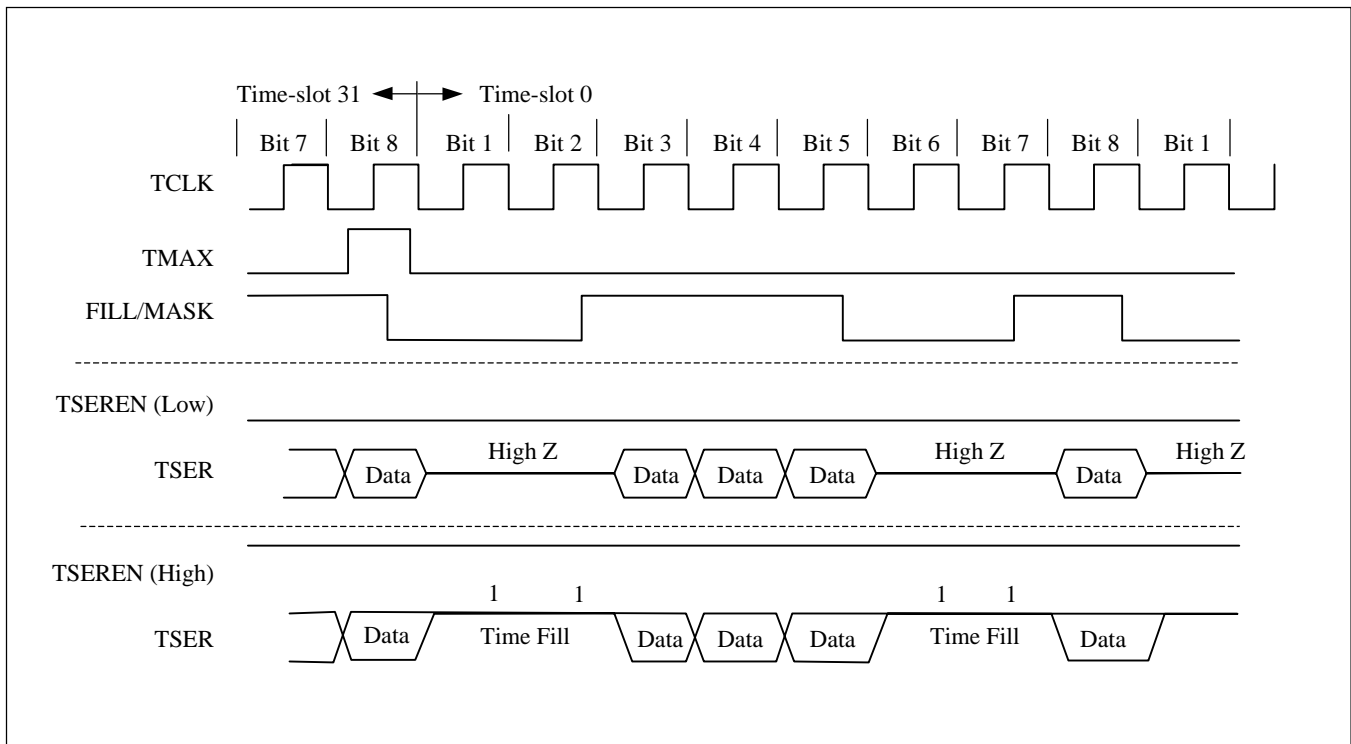 Time-slot 31 Time-slot 0
Bit 7 Bit 8 Bit 1 Bit 2 Bit 3 Bit 4 Bit 5 Bit 6 Bit 7 Bit 8 Bit 1
TCLK
TMAX
FILL/MASK
TSEREN (Low)
High Z High Z High Z
TSER Data Data Data Data Data
TSEREN (High)
1 1 1 1
TSER Data Time Fill Data Data Data Time Fill Data